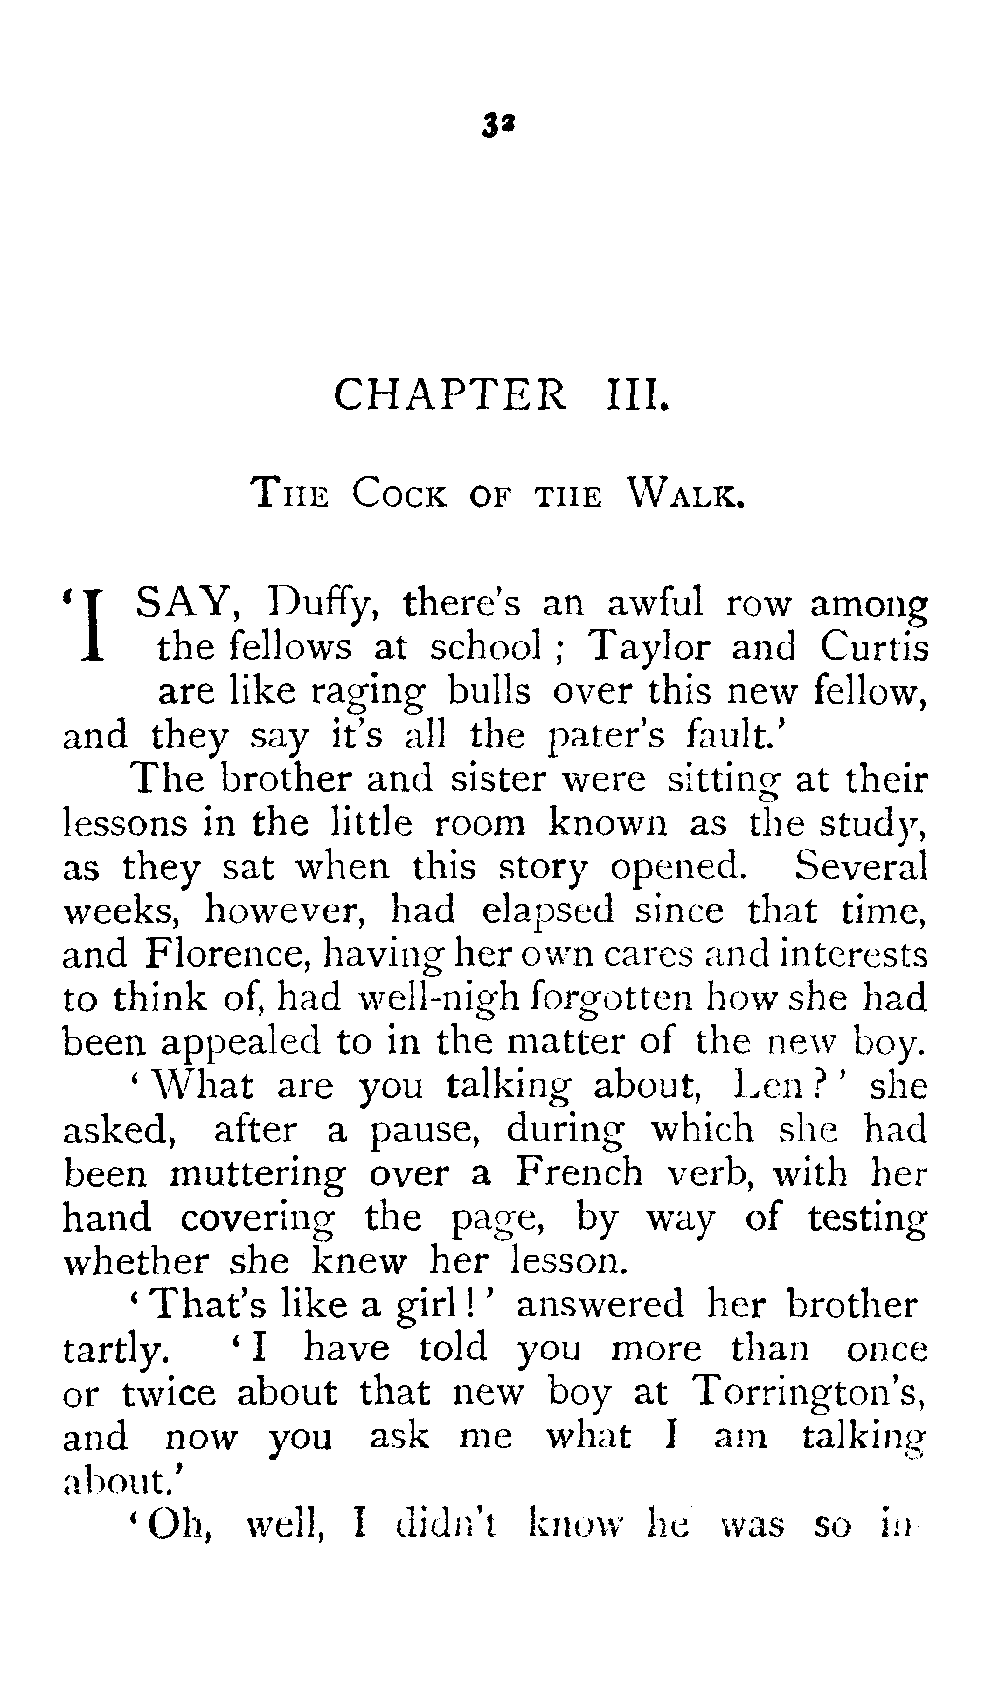 32
CHAPTER III.
THE COCK OF THE WALK.
‘I SAY, Duffy, there's an awful row among
the fellows at school ; Taylor and Curtis
are like raging bulls over this new fellow,
and they say it's all the pater's fault.’
The brother and sister were sitting at their
lessons in the little room known as the study,
as they sat when this story opened. Several
weeks, however, had elapsed since that time,
and Florence, having her own cares and interests
to think of, had well-nigh forgotten how she had
been appealed to in the matter of the new boy.
‘ What are you talking about, Len ? ’ she
asked, after a pause, during which she had
been muttering over a French verb, with her
hand covering the page, by way of testing
whether she knew her lesson.
‘ That's like a girl ! ’ answered her brother
tartly. ‘ I have told you more than once
or twice about that new boy at Torrington's,
and now you ask me what I am talking
about.’
‘ Oh, well, I didn't know he was so in